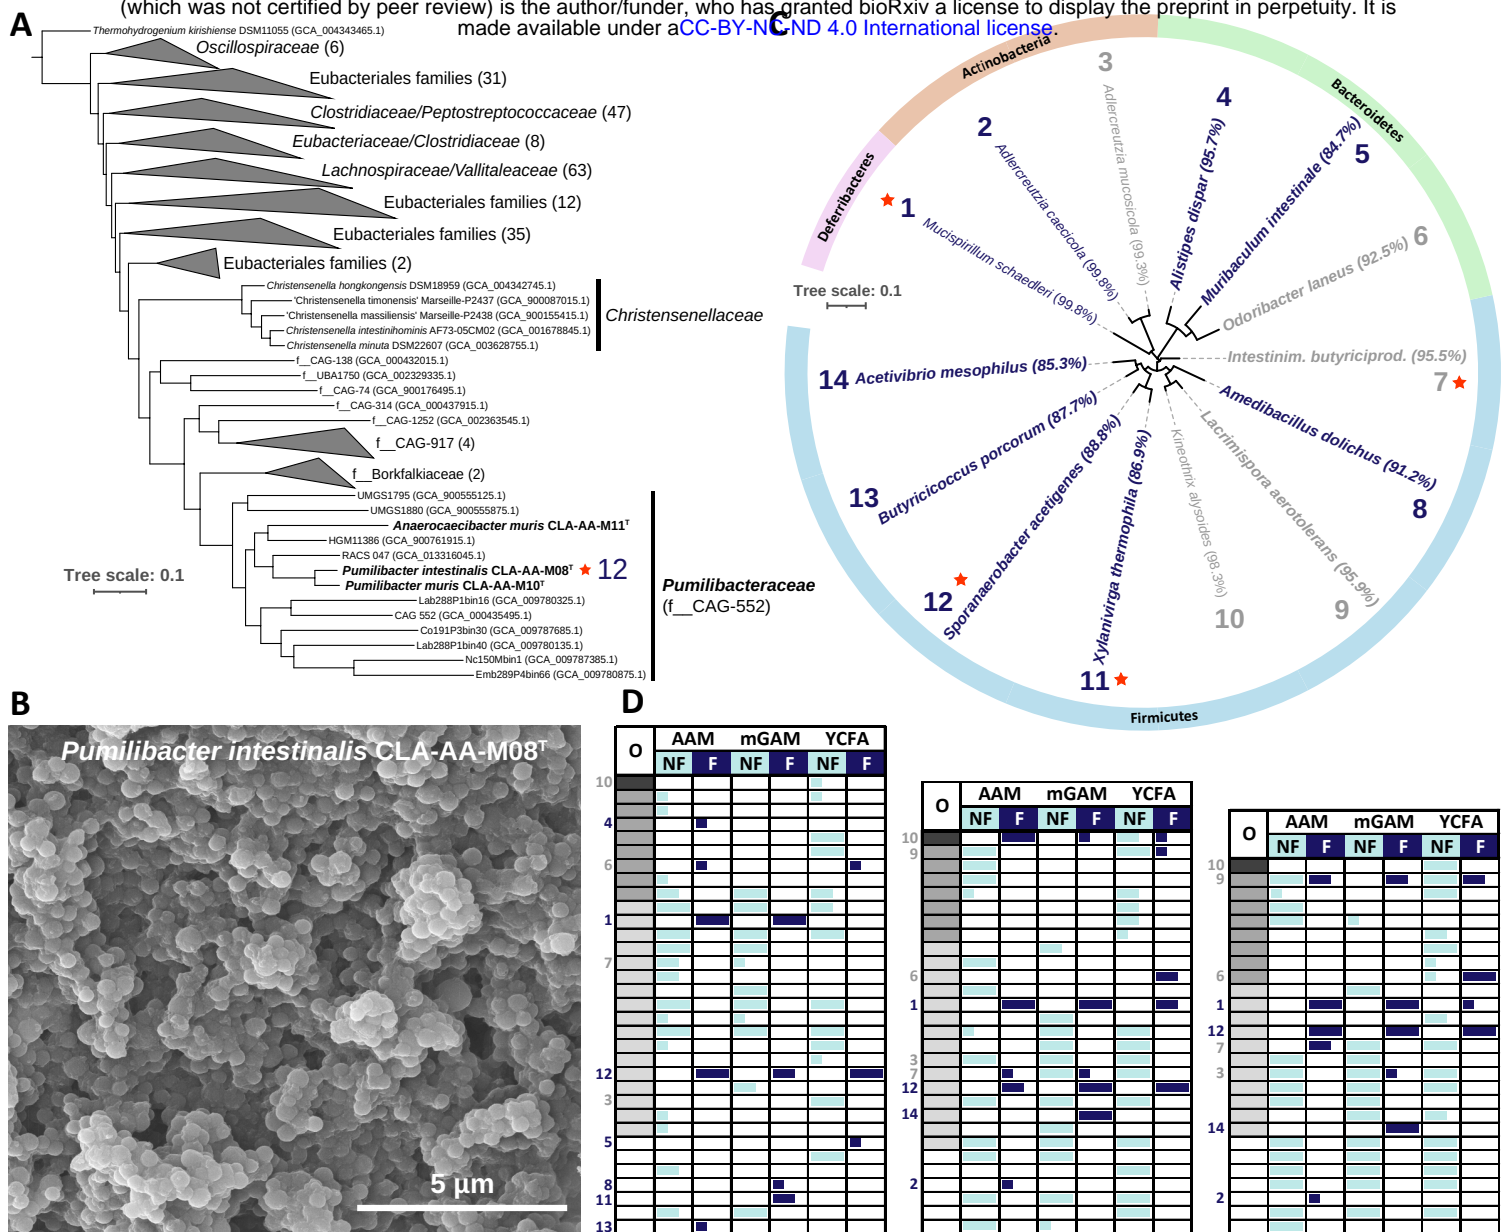 (which was not certified by peer review) is the author/funder, who has granted bioRxiv a license to display the preprint in perpetuity. It is
made available under aCC-BY-NC-ND 4.0 International license.
A
Thermohydrogenium kirishiense DSM11055 (GCA_004343465.1)
Oscillospiraceae (6)
Eubacteriales families (31)
Clostridiaceae/Peptostreptococcaceae (47)
Eubacteriaceae/Clostridiaceae (8)
Lachnospiraceae/Vallitaleaceae (63)
Eubacteriales families (12)
Eubacteriales families (35)
Eubacteriales families (2)
Christensenella hongkongensis DSM18959 (GCA_004342745.1)
'Christensenella timonensis' Marseille-P2437 (GCA_900087015.1)
'Christensenella massiliensis' Marseille-P2438 (GCA_900155415.1)
Christensenella intestinihominis AF73-05CM02 (GCA_001678845.1)
Christensenella minuta DSM22607 (GCA_003628755.1)
Christensenellaceae
f__CAG-138 (GCA_000432015.1)
f__UBA1750 (GCA_002329335.1)
f__CAG-74 (GCA_900176495.1)
f__CAG-314 (GCA_000437915.1)
f__CAG-1252 (GCA_002363545.1)
f__CAG-917 (4)
f__Borkfalkiaceae (2)
UMGS1795 (GCA_900555125.1)
UMGS1880 (GCA_900555875.1)
Anaerocaecibacter muris CLA-AA-M11T
HGM11386 (GCA_900761915.1)
RACS 047 (GCA_013316045.1)
Pumilibacter intestinalis CLA-AA-M08T ★ 12
Pumilibacter muris CLA-AA-M10T
Lab288P1bin16 (GCA_009780325.1)
CAG 552 (GCA_000435495.1)
Co191P3bin30 (GCA_009787685.1)
Lab288P1bin40 (GCA_009780135.1)
Nc150Mbin1 (GCA_009787385.1)
Emb289P4bin66 (GCA_009780875.1)
Pumilibacteraceae
(f__CAG-552)
Tree scale: 0.1
C
Deferribacteres
Actinobacteria
Bacteroidetes
Firmicutes
Tree scale: 0.1
1 Mucispirillum schaedleri (99.8%)
2 Adlercreutzia caecicola (99.8%)
3 Adlercreutzia mucosicola (99.3%)
4 Alistipes dispar (95.7%)
5 Muribaculum intestinale (84.7%)
6 Odoribacter laneus (92.5%)
7 Intestinim. butyriciprod. (95.5%)
8 Amedibacillus dolichus (91.2%)
9 Lacrimispora aerotolerans (95.9%)
10 Kineothrix alysoides (98.3%)
11 Xylanivirga thermophila (86.9%)
12 Sporanaerobacter acetigenes (88.8%)
13 Butyricicoccus porcorum (87.7%)
14 Acetivibrio mesophilus (85.3%)
B
Pumilibacter intestinalis CLA-AA-M08T
5 µm
D
O AAM mGAM YCFA
NF F NF F NF F
10
4
6
1
7
12
3
5
8
11
13
O AAM mGAM YCFA
NF F NF F NF F
10
9
6
1
3
7
12
14
2
O AAM mGAM YCFA
NF F NF F NF F
10
9
6
1
12
7
3
14
2